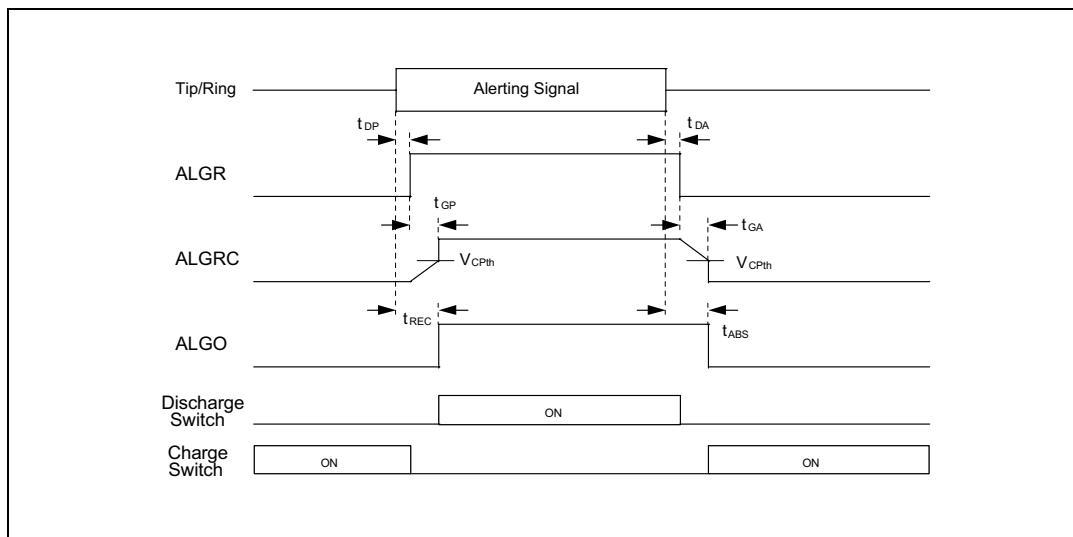 Tip/Ring
Alerting Signal
tDP
tDA
ALGR
tGP
tGA
ALGRC
VCPth
VCPth
tREC
tABS
ALGO
Discharge
Switch
ON
Charge
Switch
ON
ON